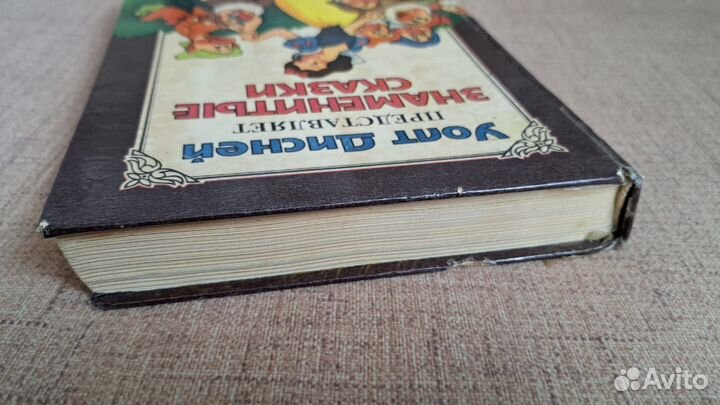 Уолт Дисней
ПРЕДСТАВЛЯЕТ
ЗНАМЕНИТЫЕ
СКАЗКИ
Avito